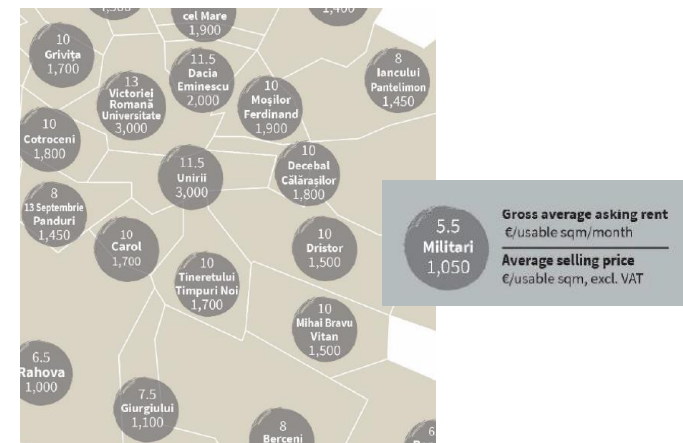 cel Mare
1,900
10
Grivița
1,700
11.5
Dacia
Eminescu
2,000
8
Iancului
Pantelimon
1,450
13
Victoriei
Romană
Universitate
3,000
10
Moșilor
Ferdinand
1,900
10
Cotroceni
1,800
11.5
Unirii
3,000
10
Decebal
Călărașilor
1,800
8
13 Septembrie
Panduri
1,450
10
Carol
1,700
10
Dristor
1,500
10
Tineretului
Timpuri Noi
1,700
10
Mihai Bravu
Vitan
1,500
6.5
Rahova
1,000
7.5
Giurgiului
1,100
8
Berceni
6
5.5
Militari
1,050
Gross average asking rent
€/usable sqm/month
Average selling price
€/usable sqm, excl. VAT